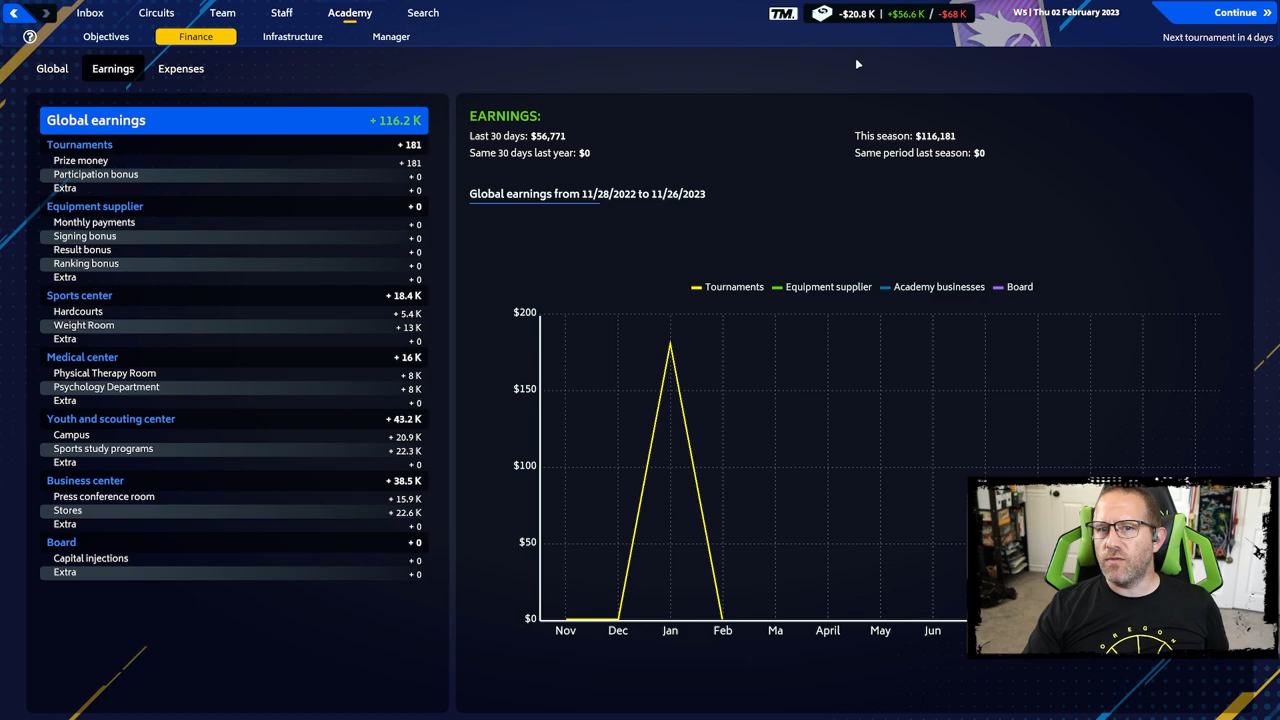 Inbox Circuits Team Staff Academy Search
TM. -$20.8 K | +$56.6 K / -$68 K
W5 | Thu 02 February 2023
Continue
Objectives Finance Infrastructure Manager
Next tournament in 4 days
Global Earnings Expenses
Global earnings + 116.2 K
Tournaments + 181
Prize money + 181
Participation bonus + 0
Extra + 0
Equipment supplier + 0
Monthly payments + 0
Signing bonus + 0
Result bonus + 0
Ranking bonus + 0
Extra + 0
Sports center + 18.4 K
Hardcourts + 5.4 K
Weight Room + 13 K
Extra + 0
Medical center + 16 K
Physical Therapy Room + 8 K
Psychology Department + 8 K
Extra + 0
Youth and scouting center + 43.2 K
Campus + 20.9 K
Sports study programs + 22.3 K
Extra + 0
Business center + 38.5 K
Press conference room + 15.9 K
Stores + 22.6 K
Extra + 0
Board + 0
Capital injections + 0
Extra + 0
EARNINGS:
Last 30 days: $56,771
This season: $116,181
Same 30 days last year: $0
Same period last season: $0
Global earnings from 11/28/2022 to 11/26/2023
Tournaments Equipment supplier Academy businesses Board
$200
$150
$100
$50
$0
Nov Dec Jan Feb Ma April May Jun
OREGON